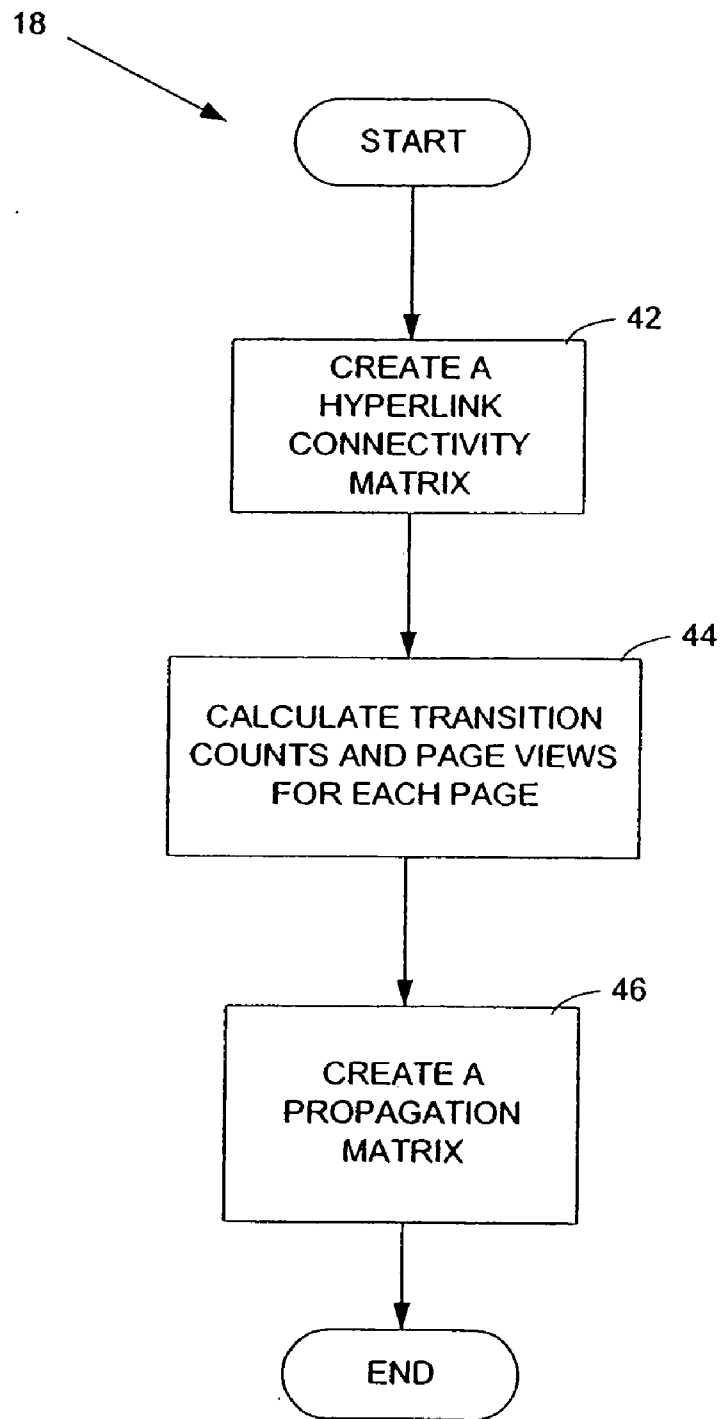 18
START
42
CREATE A
HYPERLINK
CONNECTIVITY
MATRIX
44
CALCULATE TRANSITION
COUNTS AND PAGE VIEWS
FOR EACH PAGE
46
CREATE A
PROPAGATION
MATRIX
END